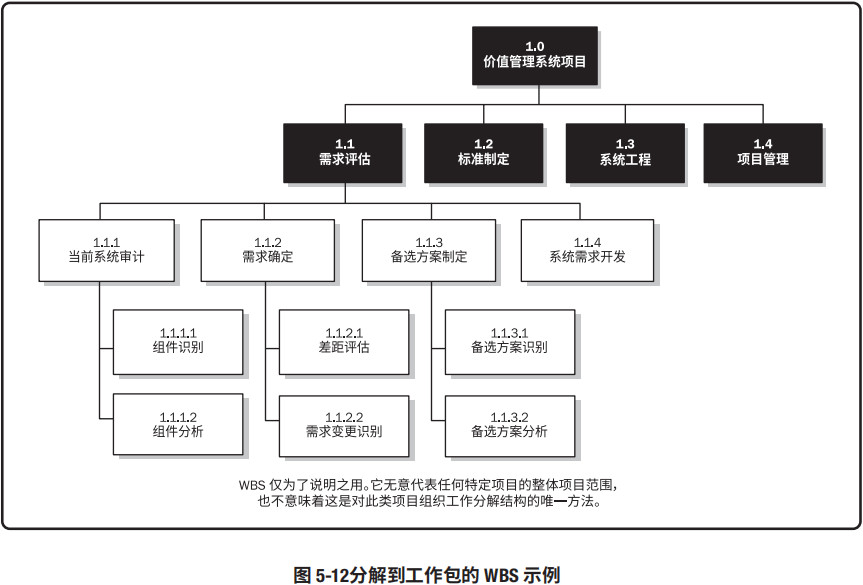 1.0
价值管理系统项目
1.1
需求评估
1.2
标准制定
1.3
系统工程
1.4
项目管理
1.1.1
当前系统审计
1.1.2
需求确定
1.1.3
备选方案制定
1.1.4
系统需求开发
1.1.1.1
组件识别
1.1.2.1
差距评估
1.1.3.1
备选方案识别
1.1.1.2
组件分析
1.1.2.2
需求变更识别
1.1.3.2
备选方案分析
WBS 仅为了说明之用。它无意代表任何特定项目的整体项目范围,
也不意味着这是对此类项目组织工作分解结构的唯一方法。
图 5-12分解到工作包的 WBS 示例